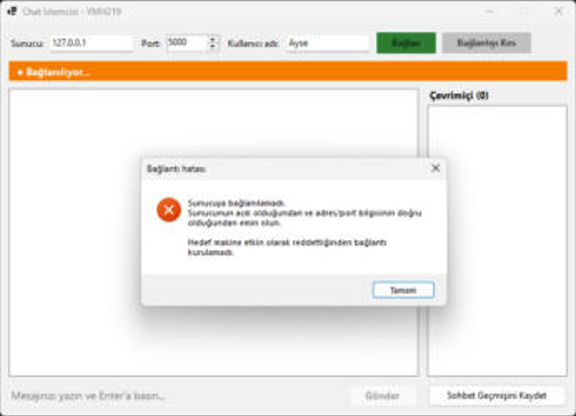 Chat İstemcisi - YMH219
Sunucu: 127.0.0.1 Port: 5000 Kullanıcı adı: Ayse Bağlan Bağlantıyı Kes
● Bağlanılıyor...
Çevrimiçi (0)
Bağlantı hatası
Sunucuya bağlanılamadı.
Sunucunun açık olduğundan ve adres/port bilgisinin doğru
olduğundan emin olun.
Hedef makine etkin olarak reddettiğinden bağlantı
kurulamadı.
Tamam
Mesajınızı yazın ve Enter'a basın... Gönder Sohbet Geçmişini Kaydet